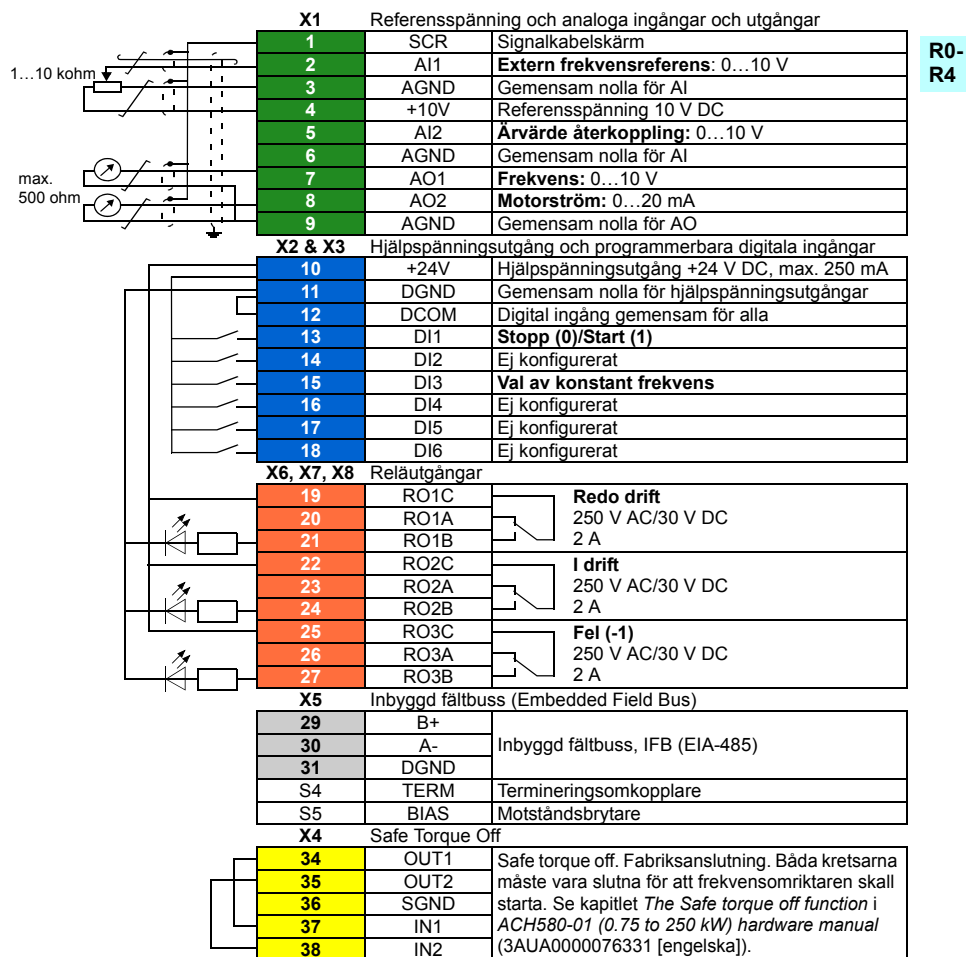 X1 Referensspänning och analoga ingångar och utgångar
1 SCR Signalkabelskärm
2 AI1 Extern frekvensreferens: 0…10 V
3 AGND Gemensam nolla för AI
4 +10V Referensspänning 10 V DC
5 AI2 Ärvärde återkoppling: 0…10 V
6 AGND Gemensam nolla för AI
7 AO1 Frekvens: 0…10 V
8 AO2 Motorström: 0…20 mA
9 AGND Gemensam nolla för AO
1…10 kohm
max.
500 ohm
R0-
R4
X2 & X3 Hjälpspänningsutgång och programmerbara digitala ingångar
10 +24V Hjälpspänningsutgång +24 V DC, max. 250 mA
11 DGND Gemensam nolla för hjälpspänningsutgångar
12 DCOM Digital ingång gemensam för alla
13 DI1 Stopp (0)/Start (1)
14 DI2 Ej konfigurerat
15 DI3 Val av konstant frekvens
16 DI4 Ej konfigurerat
17 DI5 Ej konfigurerat
18 DI6 Ej konfigurerat
X6, X7, X8 Reläutgångar
19 RO1C Redo drift
20 RO1A 250 V AC/30 V DC
21 RO1B 2 A
22 RO2C I drift
23 RO2A 250 V AC/30 V DC
24 RO2B 2 A
25 RO3C Fel (-1)
26 RO3A 250 V AC/30 V DC
27 RO3B 2 A
X5 Inbyggd fältbuss (Embedded Field Bus)
29 B+
30 A- Inbyggd fältbuss, IFB (EIA-485)
31 DGND
S4 TERM Termineringsomkopplare
S5 BIAS Motståndsbrytare
X4 Safe Torque Off
34 OUT1 Safe torque off. Fabriksanslutning. Båda kretsarna
35 OUT2 måste vara slutna för att frekvensomriktaren skall
36 SGND starta. Se kapitlet The Safe torque off function i
37 IN1 ACH580-01 (0.75 to 250 kW) hardware manual
38 IN2 (3AUA0000076331 [engelska]).